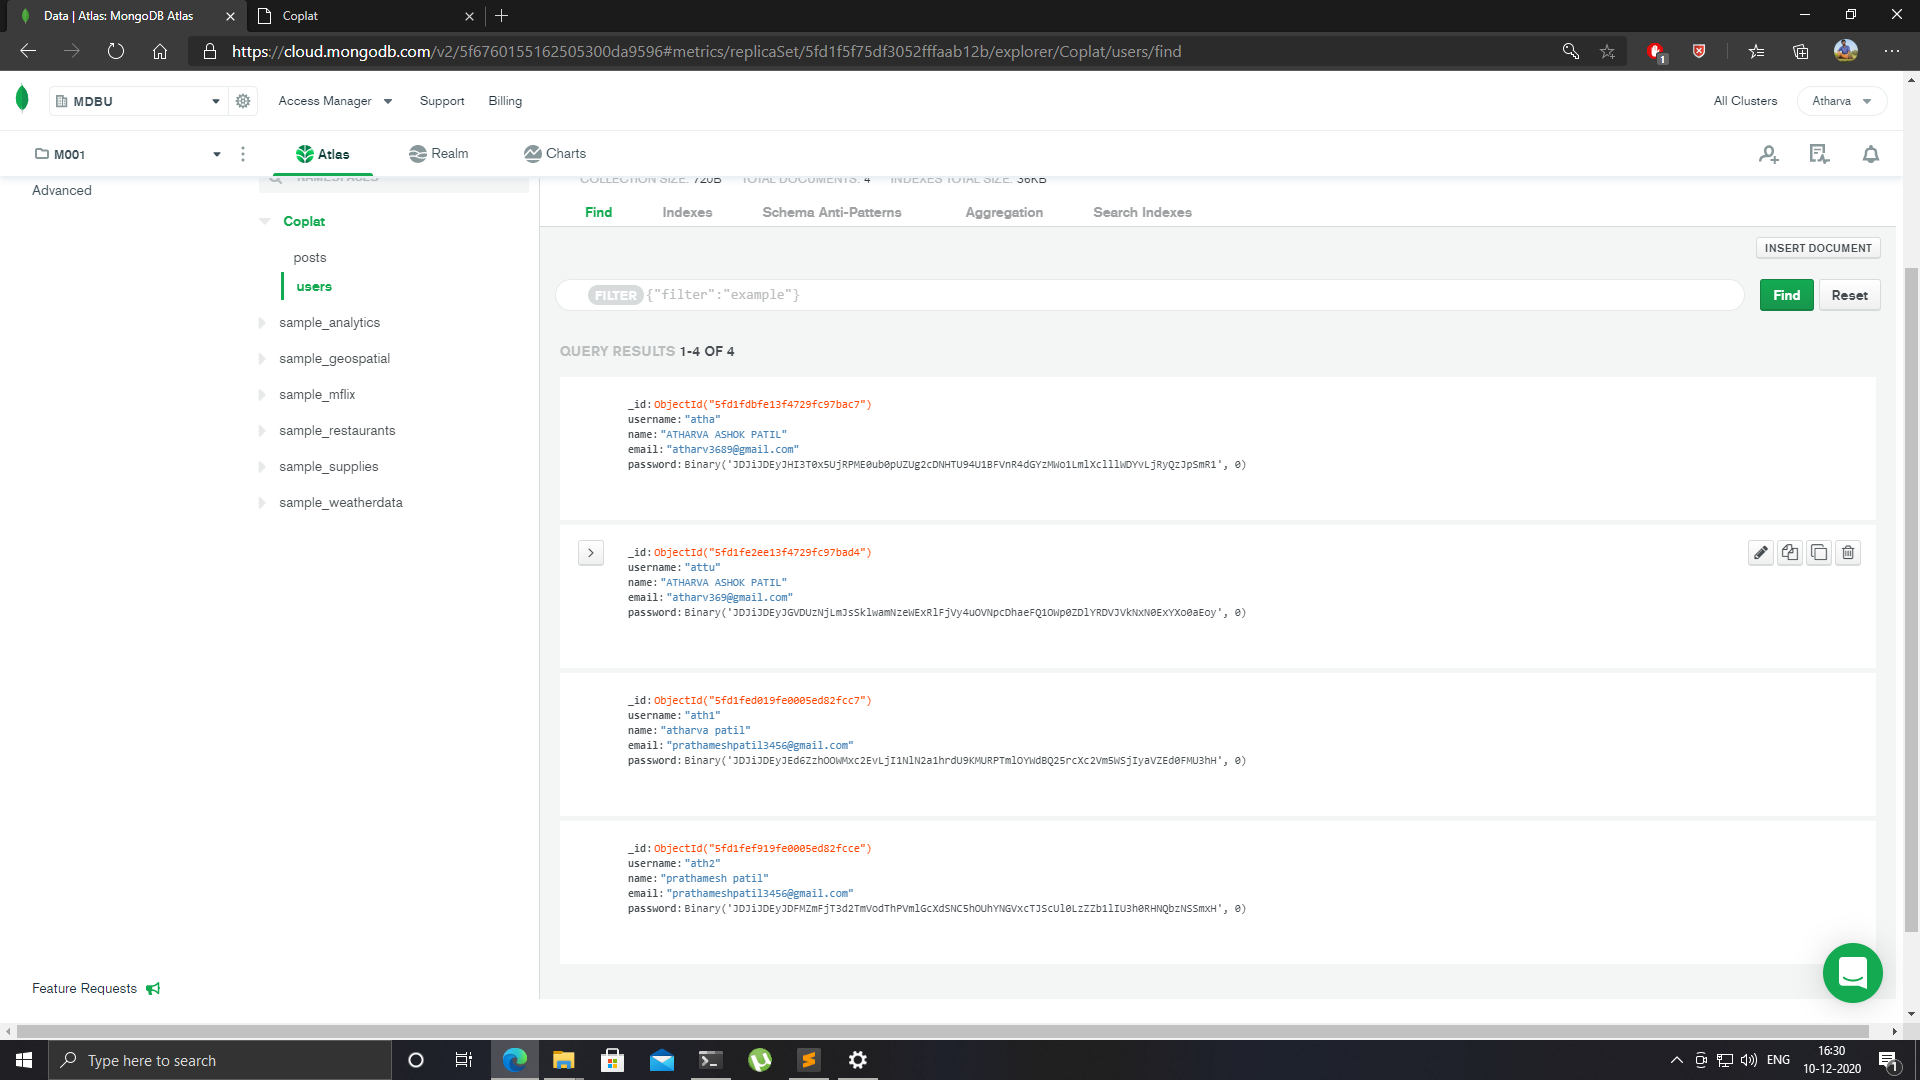 Data | Atlas: MongoDB Atlas
Coplat
https://cloud.mongodb.com/v2/5f6760155162505300da9596#metrics/replicaSet/5fd1f5f75df3052fffaab12b/explorer/Coplat/users/find
1
MDBU
Access Manager
Support
Billing
All Clusters
Atharva
M001
Atlas
Realm
Charts
Advanced
NAMESPACES
COLLECTION SIZE: 720B TOTAL DOCUMENTS: 4 INDEXES TOTAL SIZE: 36KB
Find
Indexes
Schema Anti-Patterns
Aggregation
Search Indexes
Coplat
posts
users
sample_analytics
sample_geospatial
sample_mflix
sample_restaurants
sample_supplies
sample_weatherdata
INSERT DOCUMENT
FILTER {"filter":"example"}
Find
Reset
QUERY RESULTS 1-4 OF 4
_id: ObjectId("5fd1fdbfe13f4729fc97bac7")
username: "atha"
name: "ATHARVA ASHOK PATIL"
email: "atharv3689@gmail.com"
password: Binary('JDJiJDEyJHI3T0x5UjRPME0ub0pUZUg2cDNHTU94U1BFVnR4dGYzMWo1LmlXclllWDYvLjRyQzJpSmR1', 0)
_id: ObjectId("5fd1fe2ee13f4729fc97bad4")
username: "attu"
name: "ATHARVA ASHOK PATIL"
email: "atharv369@gmail.com"
password: Binary('JDJiJDEyJGVDUzNjLmJsSklwamNzeWExRlFjVy4uOVNpcDhaeFQ1OWp0ZDlYRDVJVkNxN0ExYXo0aEoy', 0)
_id: ObjectId("5fd1fed019fe0005ed82fcc7")
username: "ath1"
name: "atharva patil"
email: "prathameshpatil3456@gmail.com"
password: Binary('JDJiJDEyJEd6ZzhOOWMxc2EvLjI1NlN2a1hrdU9KMURPTmlOYWdBQ25rcXc2Vm5WSjIyaVZEd0FMU3hH', 0)
_id: ObjectId("5fd1fef919fe0005ed82fcce")
username: "ath2"
name: "prathamesh patil"
email: "prathameshpatil3456@gmail.com"
password: Binary('JDJiJDEyJDFMZmFjT3d2TmVodThPVmlGcXdSNC5hOUhYNGVxcTJScUl0LzZZb1lIU3h0RHNQbzNSSmxH', 0)
Feature Requests
Type here to search
ENG
16:30
10-12-2020
1